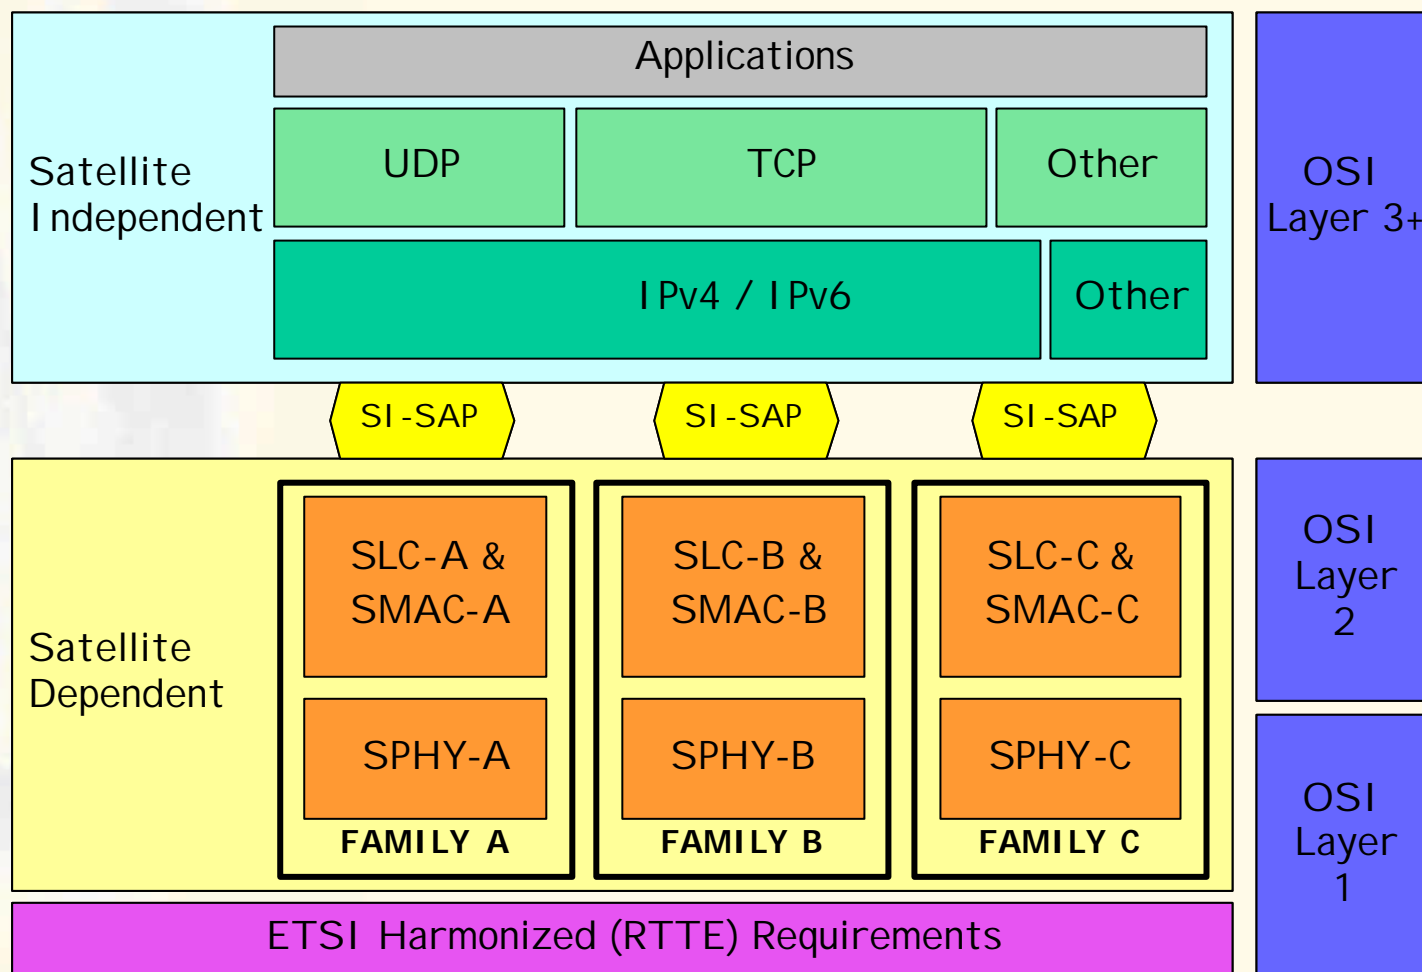 Applications
Satellite
Independent
UDP
TCP
Other
OSI
Layer 3+
IPv4 / IPv6
Other
SI-SAP
SI-SAP
SI-SAP
Satellite
Dependent
SLC-A &
SMAC-A
SPHY-A
FAMILY A
SLC-B &
SMAC-B
SPHY-B
FAMILY B
SLC-C &
SMAC-C
SPHY-C
FAMILY C
OSI
Layer
2
OSI
Layer
1
ETSI Harmonized (RTTE) Requirements